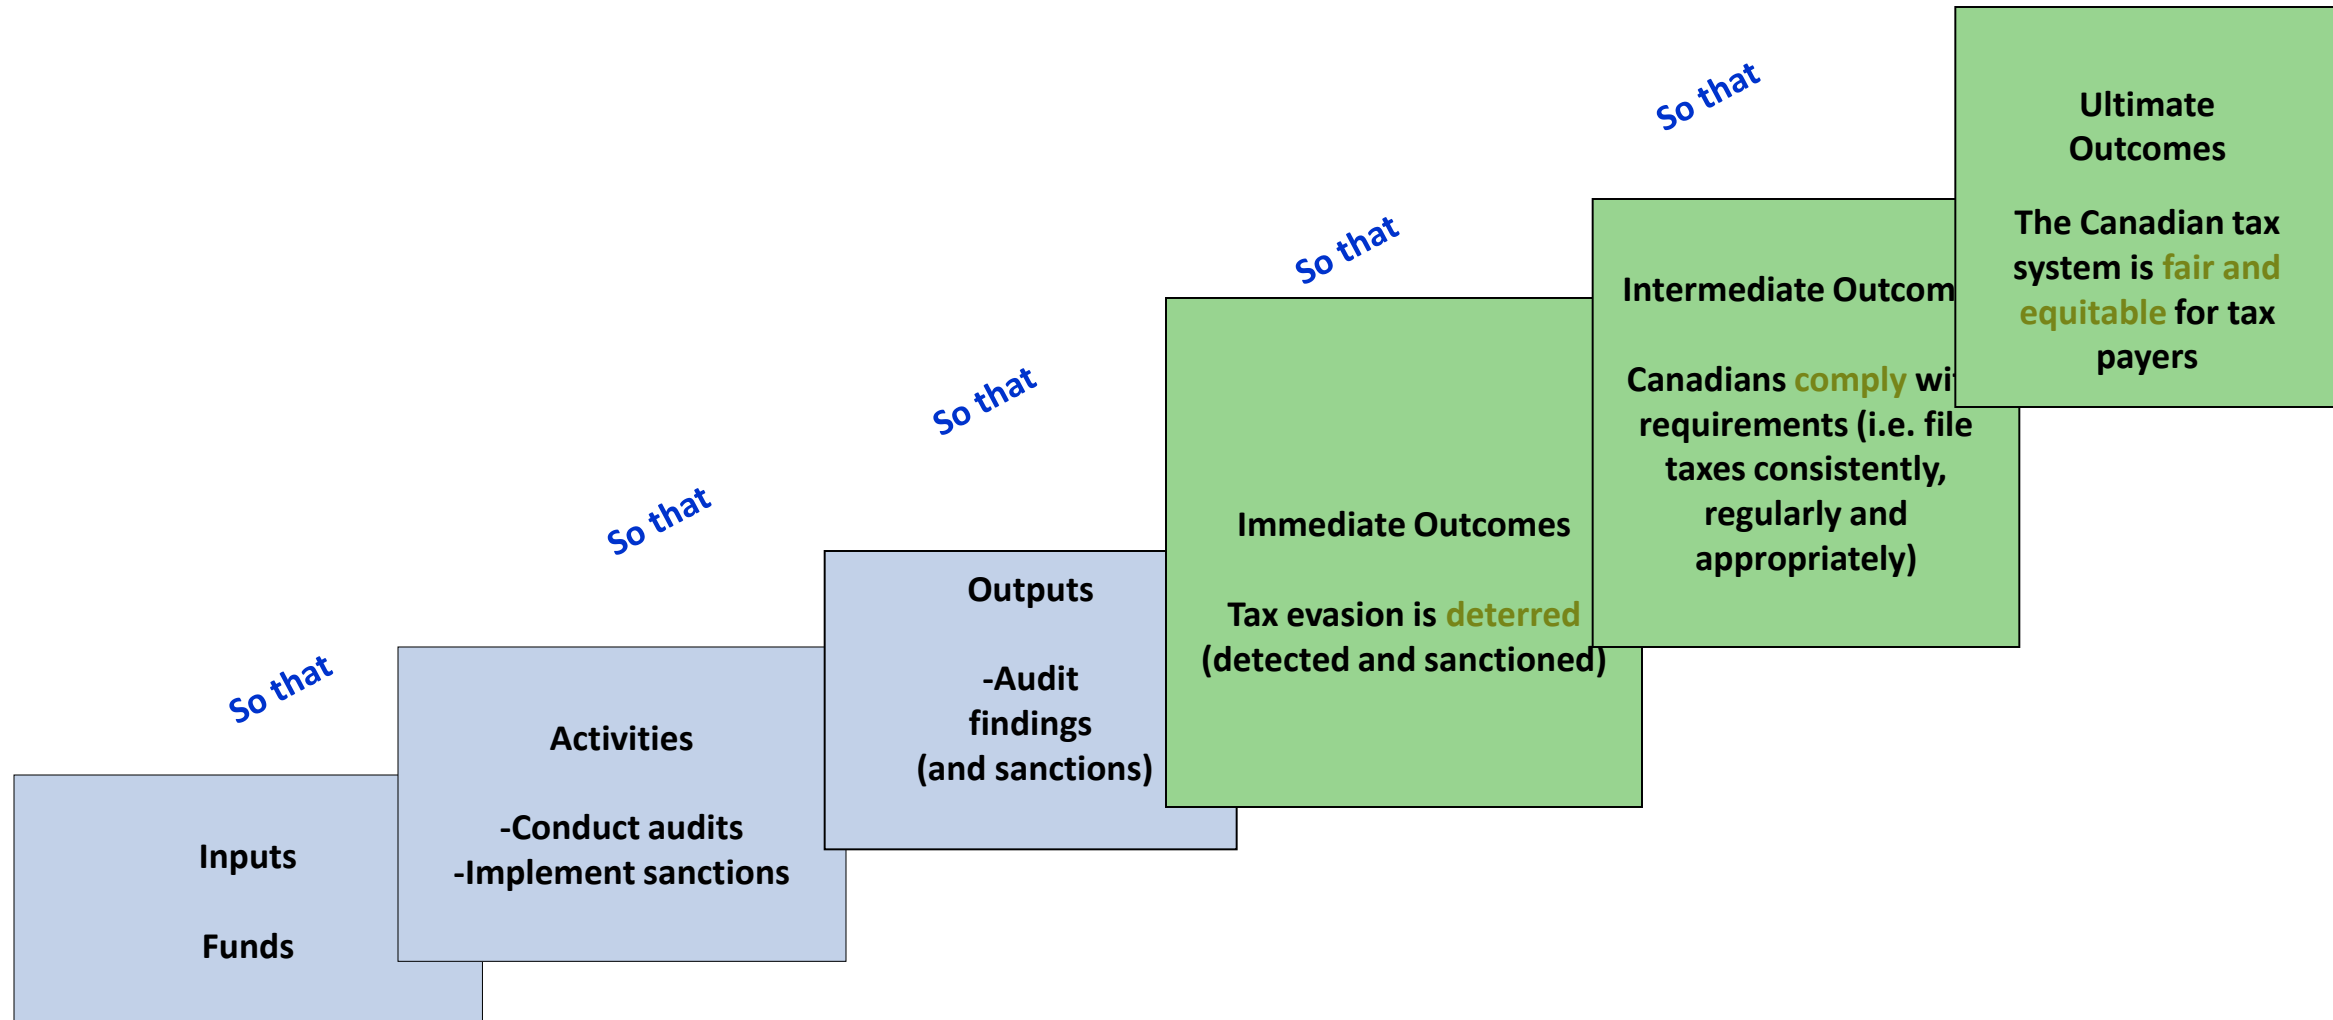 So that
Inputs
Funds
So that
Activities
-Conduct audits
-Implement sanctions
So that
Outputs
-Audit
findings
(and sanctions)
So that
Immediate Outcomes
Tax evasion is deterred
(detected and sanctioned)
So that
Intermediate Outcom
Canadians comply wi
requirements (i.e. file
taxes consistently,
regularly and
appropriately)
Ultimate
Outcomes
The Canadian tax
system is fair and
equitable for tax
payers